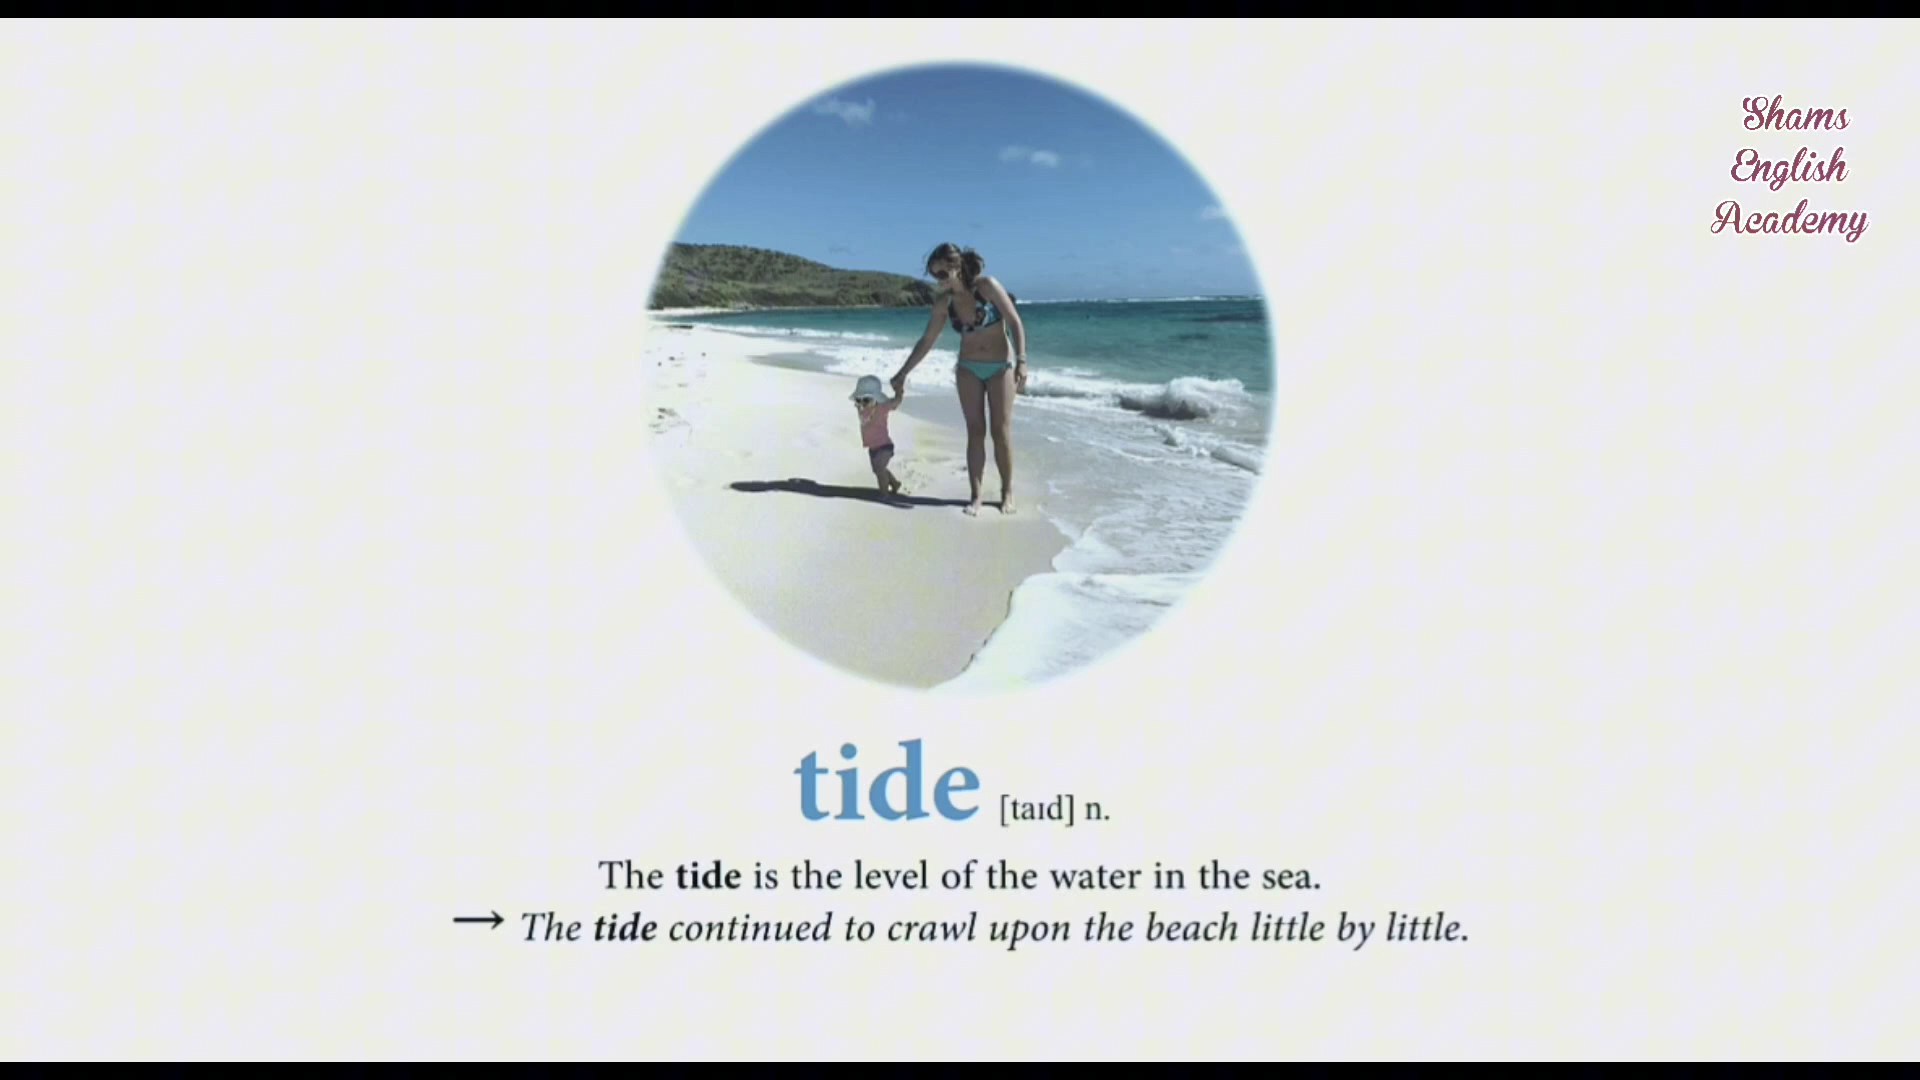 Shams
English
Academy
tide [taɪd] n.
The tide is the level of the water in the sea.
→ The tide continued to crawl upon the beach little by little.